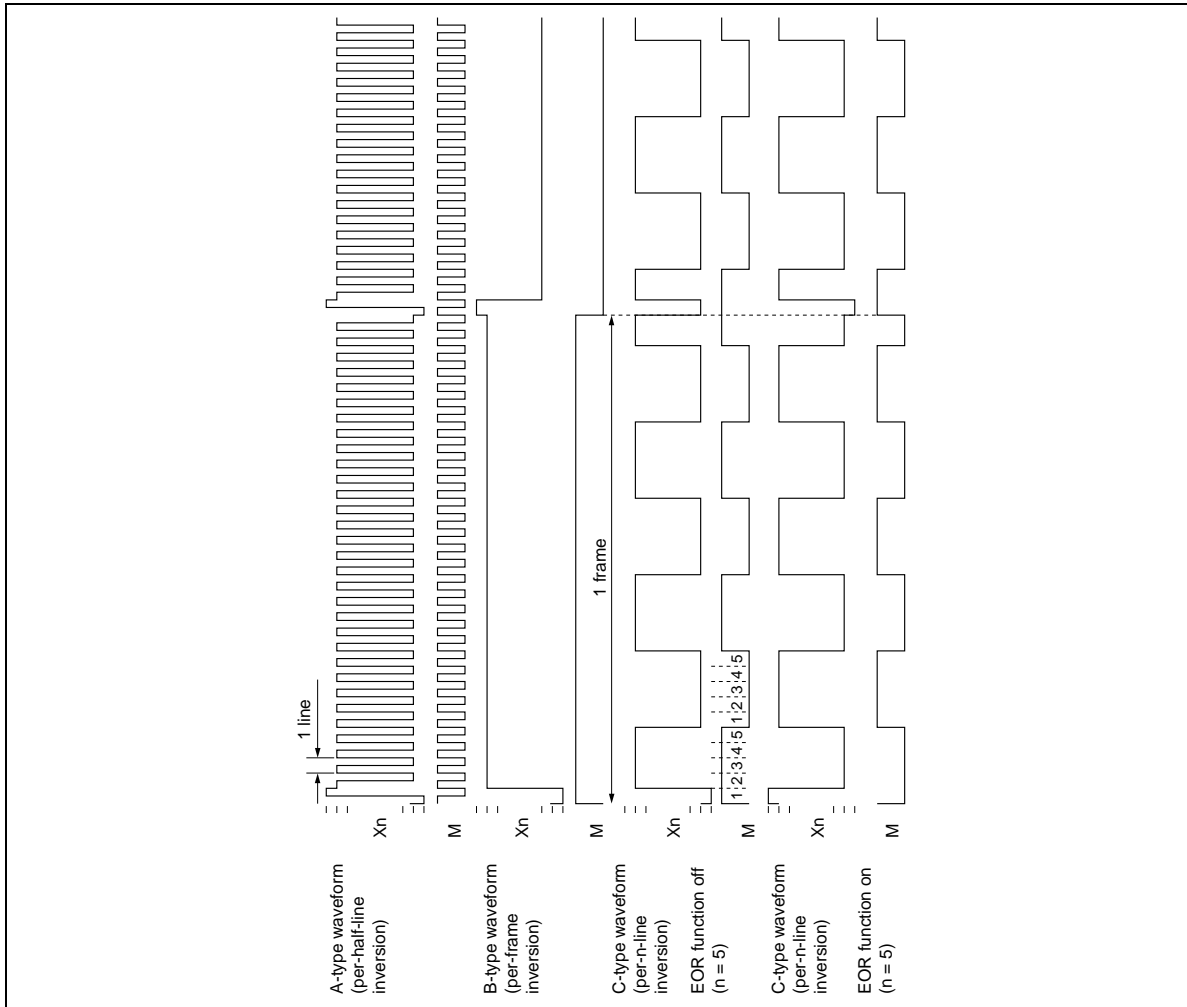 1 line
1 frame
A-type waveform
(per-half-line
inversion)
Xn
M
B-type waveform
(per-frame
inversion)
Xn
M
C-type waveform
(per-n-line
inversion)
EOR function off
(n = 5)
Xn
M
1 2 3 4 5 1 2 3 4 5
C-type waveform
(per-n-line
inversion)
EOR function on
(n = 5)
Xn
M